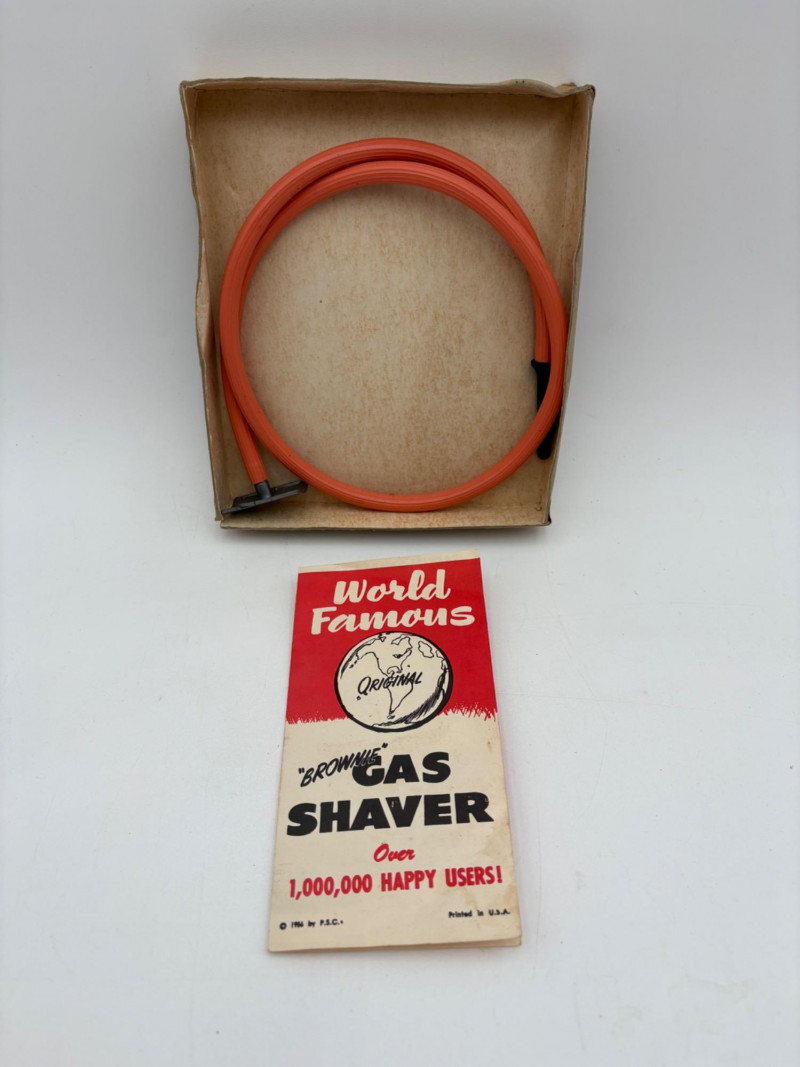 World
Famous
ORIGINAL
"BROWNIE"
GAS
SHAVER
Over
1,000,000 HAPPY USERS!
© 1956 by P.S.C.
Printed in U.S.A.